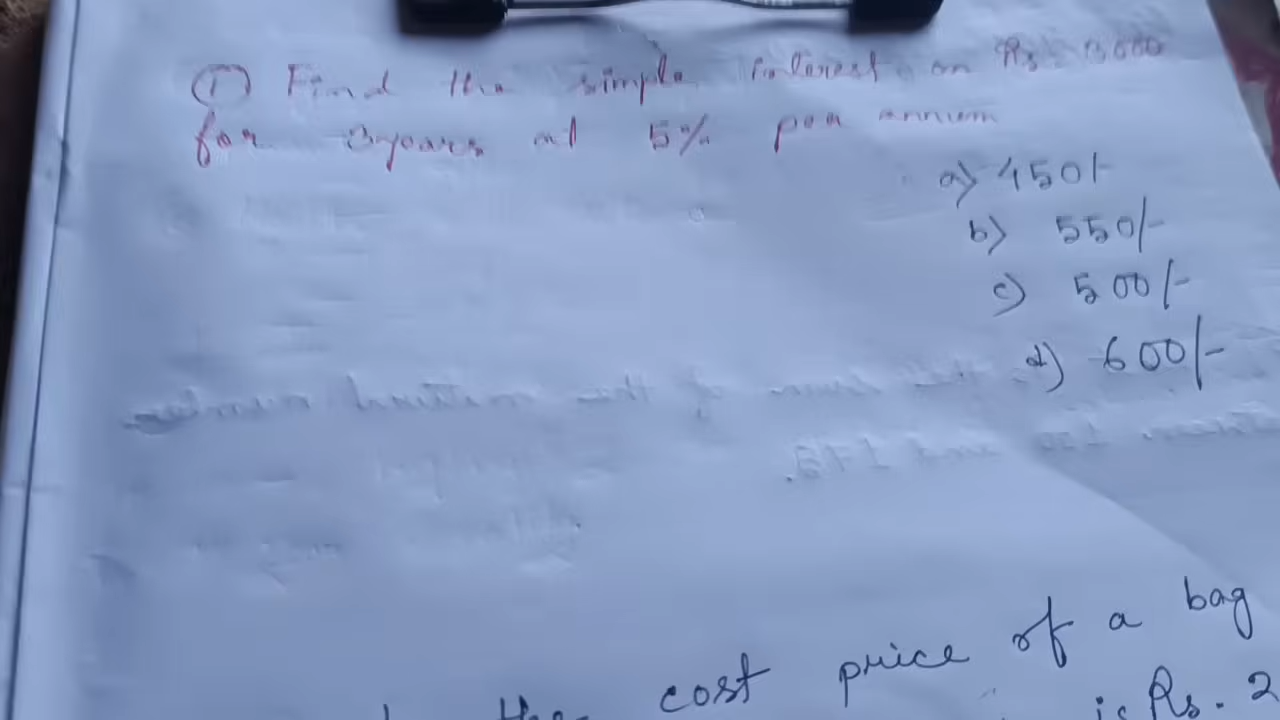 ① Find the simple interest on Rs.
for 3years at 5% per annum
a) 450/-
b) 550/-
c) 500/-
d) 600/-
the cost price of a bag
is Rs. 2